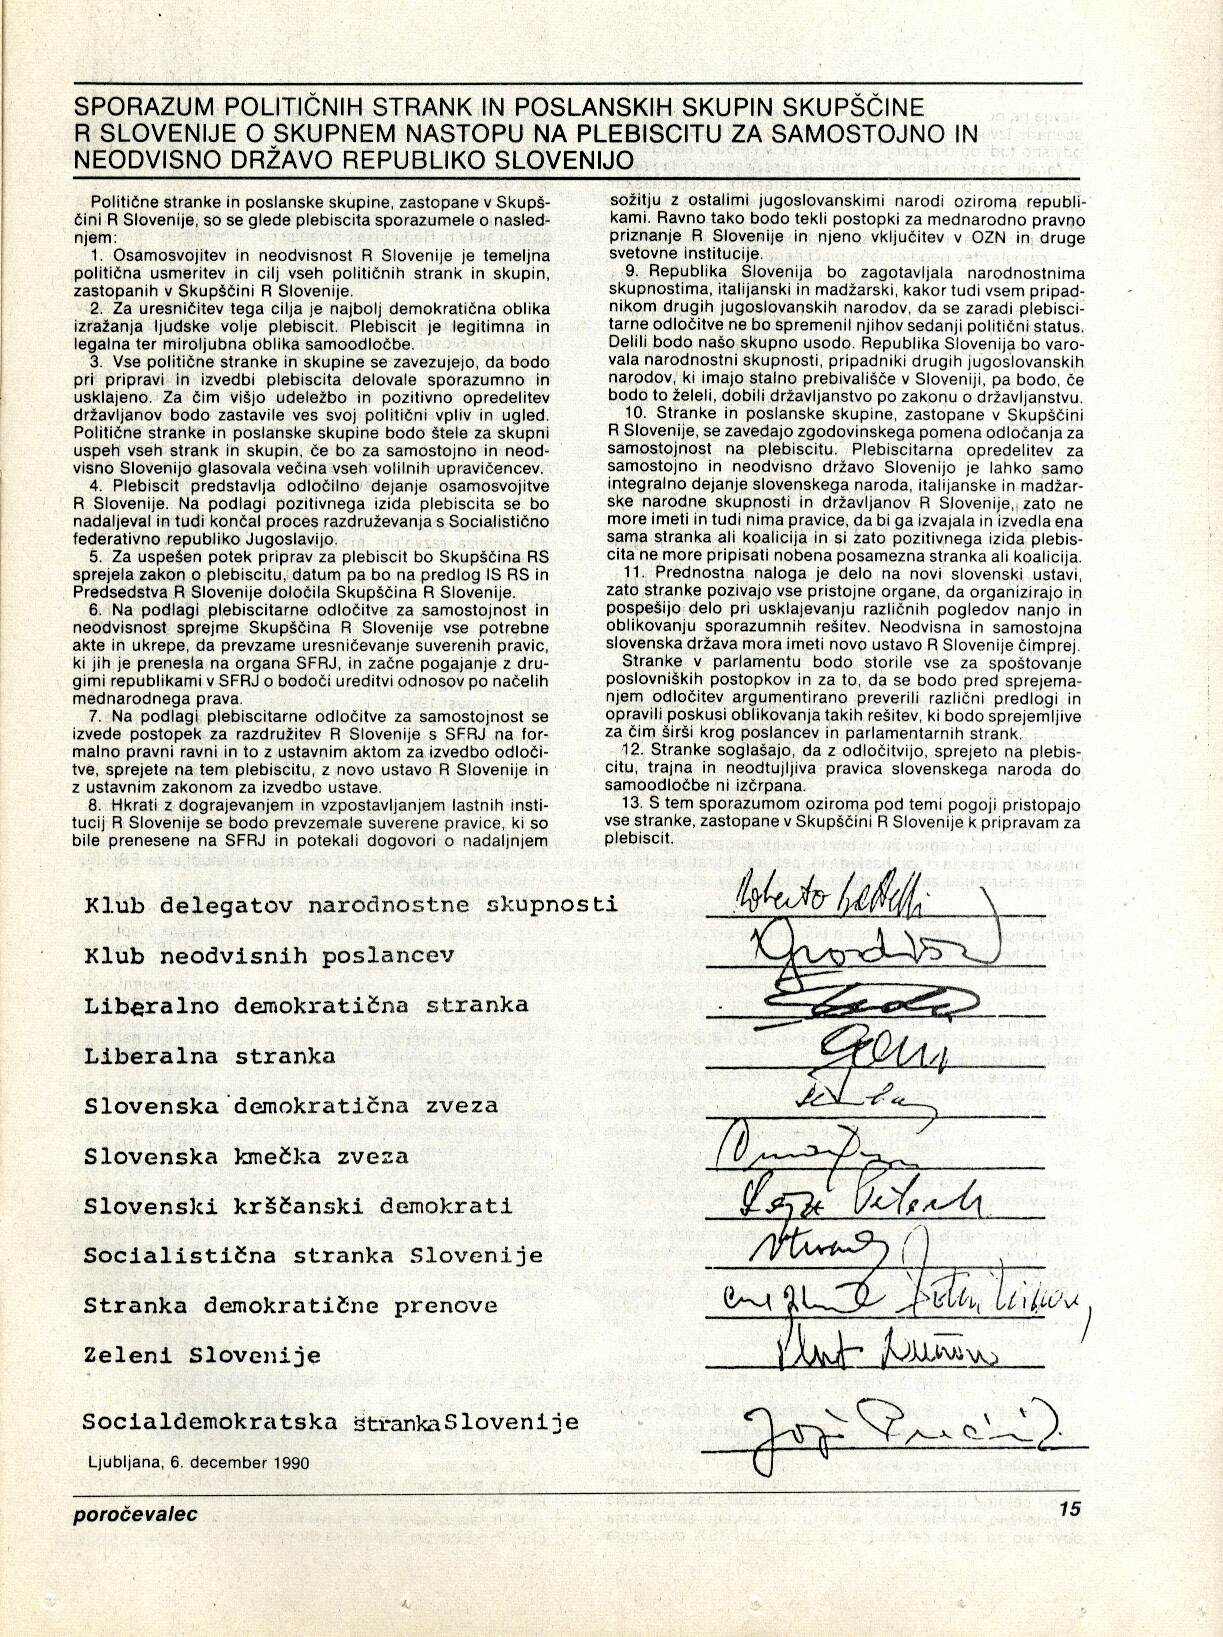 SPORAZUM POLITIČNIH STRANK IN POSLANSKIH SKUPIN SKUPŠČINE
R SLOVENIJE O SKUPNEM NASTOPU NA PLEBISCITU ZA SAMOSTOJNO IN
NEODVISNO DRŽAVO REPUBLIKO SLOVENIJO
Politične stranke in poslanske skupine, zastopane v Skupš-
čini R Slovenije, so se glede plebiscita sporazumele o nasled-
njem:
1. Osamosvojitev in neodvisnost R Slovenije je temeljna
politična usmeritev in cilj vseh političnih strank in skupin,
zastopanih v Skupščini R Slovenije.
2. Za uresničitev tega cilja je najbolj demokratična oblika
izražanja ljudske volje plebiscit. Plebiscit je legitimna in
legalna ter miroljubna oblika samoodločbe.
3. Vse politične stranke in skupine se zavezujejo, da bodo
pri pripravi in izvedbi plebiscita delovale sporazumno in
usklajeno. Za čim višjo udeležbo in pozitivno opredelitev
državljanov bodo zastavile ves svoj politični vpliv in ugled.
Politične stranke in poslanske skupine bodo štele za skupni
uspeh vseh strank in skupin, če bo za samostojno in neod-
visno Slovenijo glasovala večina vseh volilnih upravičencev.
4. Plebiscit predstavlja odločilno dejanje osamosvojitve
R Slovenije. Na podlagi pozitivnega izida plebiscita se bo
nadaljeval in tudi končal proces razdruževanja s Socialistično
federativno republiko Jugoslavijo.
5. Za uspešen potek priprav za plebiscit bo Skupščina RS
sprejela zakon o plebiscitu, datum pa bo na predlog IS RS in
Predsedstva R Slovenije določila Skupščina R Slovenije.
6. Na podlagi plebiscitarne odločitve za samostojnost in
neodvisnost sprejme Skupščina R Slovenije vse potrebne
akte in ukrepe, da prevzame uresničevanje suverenih pravic,
ki jih je prenesla na organa SFRJ, in začne pogajanje z dru-
gimi republikami v SFRJ o bodoči ureditvi odnosov po načelih
mednarodnega prava.
7. Na podlagi plebiscitarne odločitve za samostojnost se
izvede postopek za razdružitev R Slovenije s SFRJ na for-
malno pravni ravni in to z ustavnim aktom za izvedbo odloči-
tve, sprejete na tem plebiscitu, z novo ustavo R Slovenije in
z ustavnim zakonom za izvedbo ustave.
8. Hkrati z dograjevanjem in vzpostavljanjem lastnih insti-
tucij R Slovenije se bodo prevzemale suverene pravice, ki so
bile prenesene na SFRJ in potekali dogovori o nadaljnjem
sožitju z ostalimi jugoslovanskimi narodi oziroma republi-
kami. Ravno tako bodo tekli postopki za mednarodno pravno
priznanje R Slovenije in njeno vključitev v OZN in druge
svetovne institucije.
9. Republika Slovenija bo zagotavljala narodnostnima
skupnostima, italijanski in madžarski, kakor tudi vsem pripad-
nikom drugih jugoslovanskih narodov, da se zaradi plebisci-
tarne odločitve ne bo spremenil njihov sedanji politični status.
Delili bodo našo skupno usodo. Republika Slovenija bo varo-
vala narodnostni skupnosti, pripadniki drugih jugoslovanskih
narodov, ki imajo stalno prebivališče v Sloveniji, pa bodo, če
bodo to želeli, dobili državljanstvo po zakonu o državljanstvu.
10. Stranke in poslanske skupine, zastopane v Skupščini
R Slovenije, se zavedajo zgodovinskega pomena odločanja za
samostojnost na plebiscitu. Plebiscitarna opredelitev za
samostojno in neodvisno državo Slovenijo je lahko samo
integralno dejanje slovenskega naroda, italijanske in madžar-
ske narodne skupnosti in državljanov R Slovenije, zato ne
more imeti in tudi nima pravice, da bi ga izvajala in izvedla ena
sama stranka ali koalicija in si zato pozitivnega izida plebis-
cita ne more pripisati nobena posamezna stranka ali koalicija.
11. Prednostna naloga je delo na novi slovenski ustavi,
zato stranke pozivajo vse pristojne organe, da organizirajo in
pospešijo delo pri usklajevanju različnih pogledov nanjo in
oblikovanju sporazumnih rešitev. Neodvisna in samostojna
slovenska država mora imeti novo ustavo R Slovenije čimprej.
Stranke v parlamentu bodo storile vse za spoštovanje
poslovniških postopkov in za to, da se bodo pred sprejema-
njem odločitev argumentirano preverili različni predlogi in
opravili poskusi oblikovanja takih rešitev, ki bodo sprejemljive
za čim širši krog poslancev in parlamentarnih strank.
12. Stranke soglašajo, da z odločitvijo, sprejeto na plebis-
citu, trajna in neodtujljiva pravica slovenskega naroda do
samoodločbe ni izčrpana.
13. S tem sporazumom oziroma pod temi pogoji pristopajo
vse stranke, zastopane v Skupščini R Slovenije k pripravam za
plebiscit.
Klub delegatov narodnostne skupnosti Roberto Battelli
Klub neodvisnih poslancev
Liberalno demokratična stranka
Liberalna stranka
Slovenska demokratična zveza
Slovenska kmečka zveza
Slovenski krščanski demokrati Lojze Peterle
Socialistična stranka Slovenije
Stranka demokratične prenove
Zeleni Slovenije
Socialdemokratska stranka Slovenije Jože Pučnik
Ljubljana, 6. december 1990
poročevalec 15